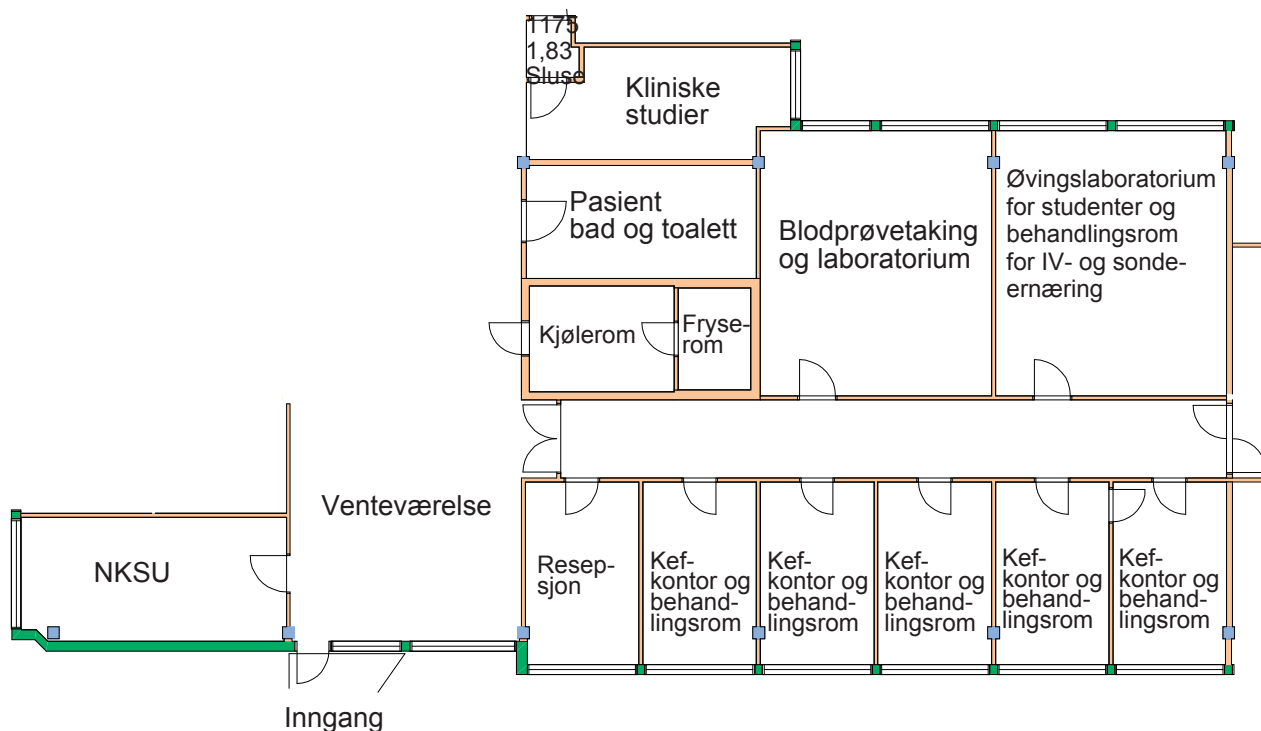 1175
1,83
Sluse
Kliniske
studier
Pasient
bad og toalett
Blodprøvetaking
og laboratorium
Øvingslaboratorium
for studenter og
behandlingsrom
for IV- og sonde-
ernæring
Kjølerom
Fryse-
rom
Venteværelse
NKSU
Resep-
sjon
Kef-
kontor og
behand-
lingsrom
Kef-
kontor og
behand-
lingsrom
Kef-
kontor og
behand-
lingsrom
Kef-
kontor og
behand-
lingsrom
Kef-
kontor og
behand-
lingsrom
Inngang